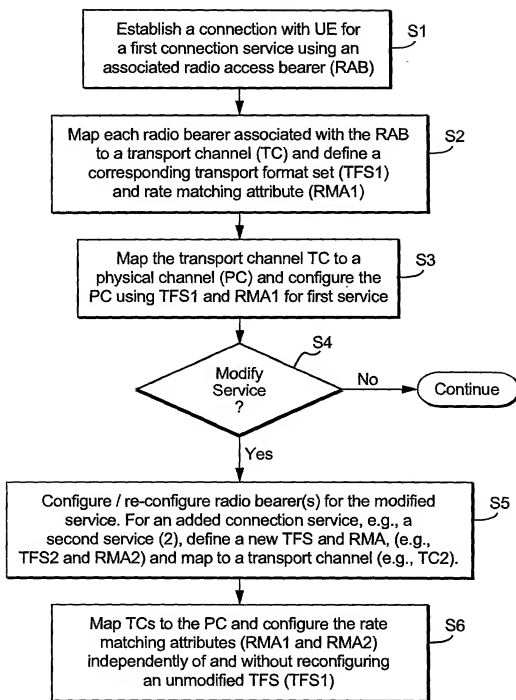 Establish a connection with UE for
a first connection service using an
associated radio access bearer (RAB)
S1
Map each radio bearer associated with the RAB
to a transport channel (TC) and define a
corresponding transport format set (TFS1)
and rate matching attribute (RMA1)
S2
Map the transport channel TC to a
physical channel (PC) and configure the
PC using TFS1 and RMA1 for first service
S3
S4
Modify
Service
?
No
Continue
Yes
Configure / re-configure radio bearer(s) for the modified
service. For an added connection service, e.g., a
second service (2), define a new TFS and RMA, (e.g.,
TFS2 and RMA2) and map to a transport channel (e.g., TC2).
S5
Map TCs to the PC and configure the rate
matching attributes (RMA1 and RMA2)
independently of and without reconfiguring
an unmodified TFS (TFS1)
S6